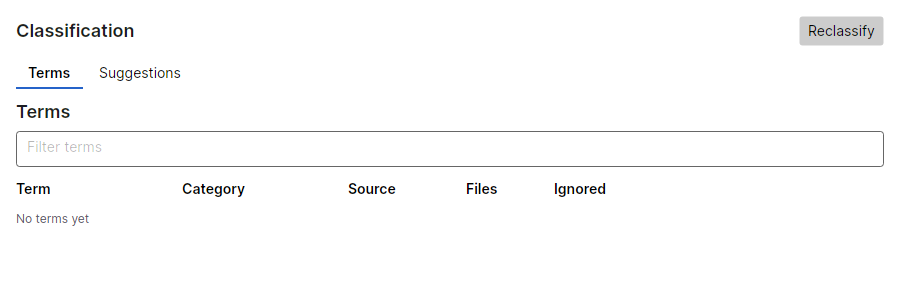 Classification
Reclassify
Terms
Suggestions
Terms
Filter terms
Term Category Source Files Ignored
No terms yet